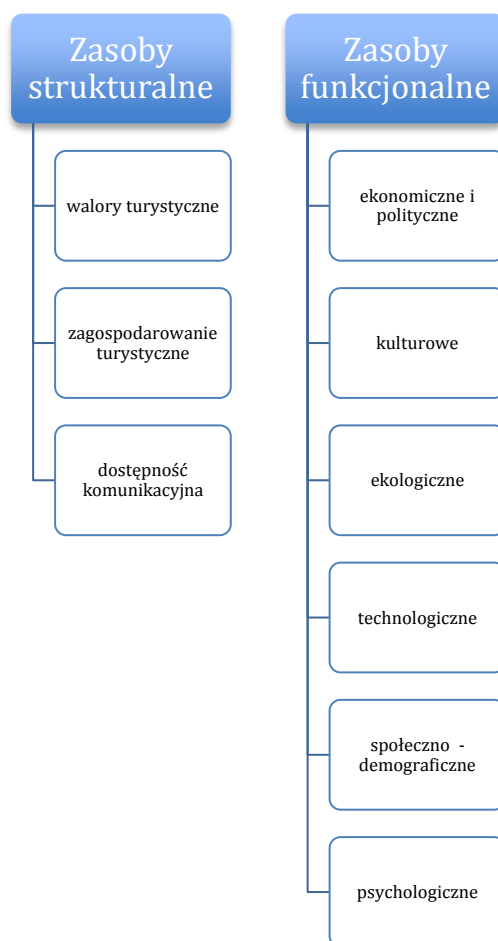 Zasoby
strukturalne
walory turystyczne
zagospodarowanie
turystyczne
dostępność
komunikacyjna
Zasoby
funkcjonalne
ekonomiczne i
polityczne
kulturowe
ekologiczne
technologiczne
społeczno  -
demograficzne
psychologiczne